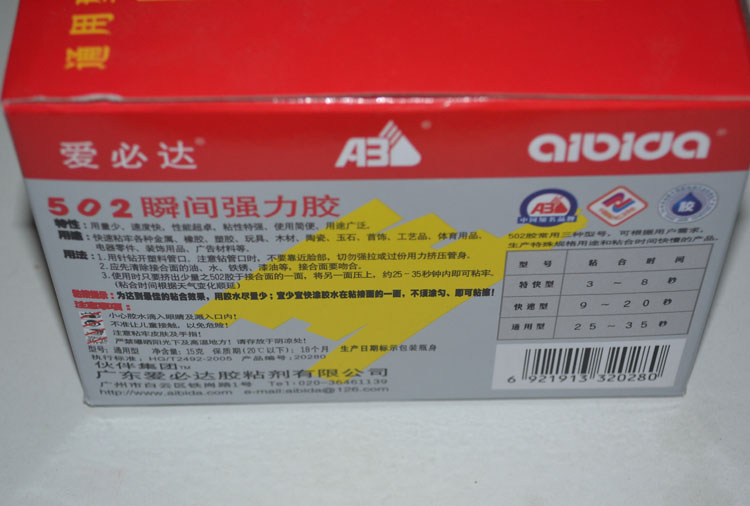 通用
爱必达®
AB ®
aibida®
502瞬间强力胶
特性：用量少、速度快、性能超卓，粘性特强、使用简便、用途广泛。
用途：快速粘牢各种金属、橡胶、塑胶、玩具、木材、陶瓷、玉石、首饰、工艺品、体育用品、
电器零件、装饰用品、广告材料等。
用法：1.用针钻开塑料管口，注意粘管口时，不要靠近脸部，切勿强拉或过份用力挤压管身。
2.应先清除接合面的油、水、铁锈、漆油等，接合面要吻合。
3.使用时只要挤出少量之502胶于接合面的一面，将另一面压上，约25~35秒钟内即可粘牢。
(粘合时间根据天气变化顺延)
为达到最佳的粘合效果，用胶水尽量少；宜少宜快涂胶水在粘接面的一面，不须涂匀、即可粘接！
注意事项：
小心胶水滴入眼睛及溅入口内！
不准让儿童接触，以免危险！
注意粘牢皮肤及手指！
严禁曝晒阳光下及高温地方！请存放于阴凉处！
型号：通用型 净含量：15克 保质期(20℃以下)：18个月 生产日期标示包装瓶身
执行标准：HG/T2492-2005 产品编号：20280
伙伴集团™
广东爱必达胶粘剂有限公司
广州市白云区铁岗路1号 Tel:020-36461139
http://www.aibida.com e-mail:aibida@126.com
中国知名品牌
胶
502胶常用三种型号，可根据用户需求，
生产特殊规格用途和粘合时间快慢的产品。
型号 粘合时间
特快型 3~8秒
快速型 9~20秒
通用型 25~35秒
6 921913 320280